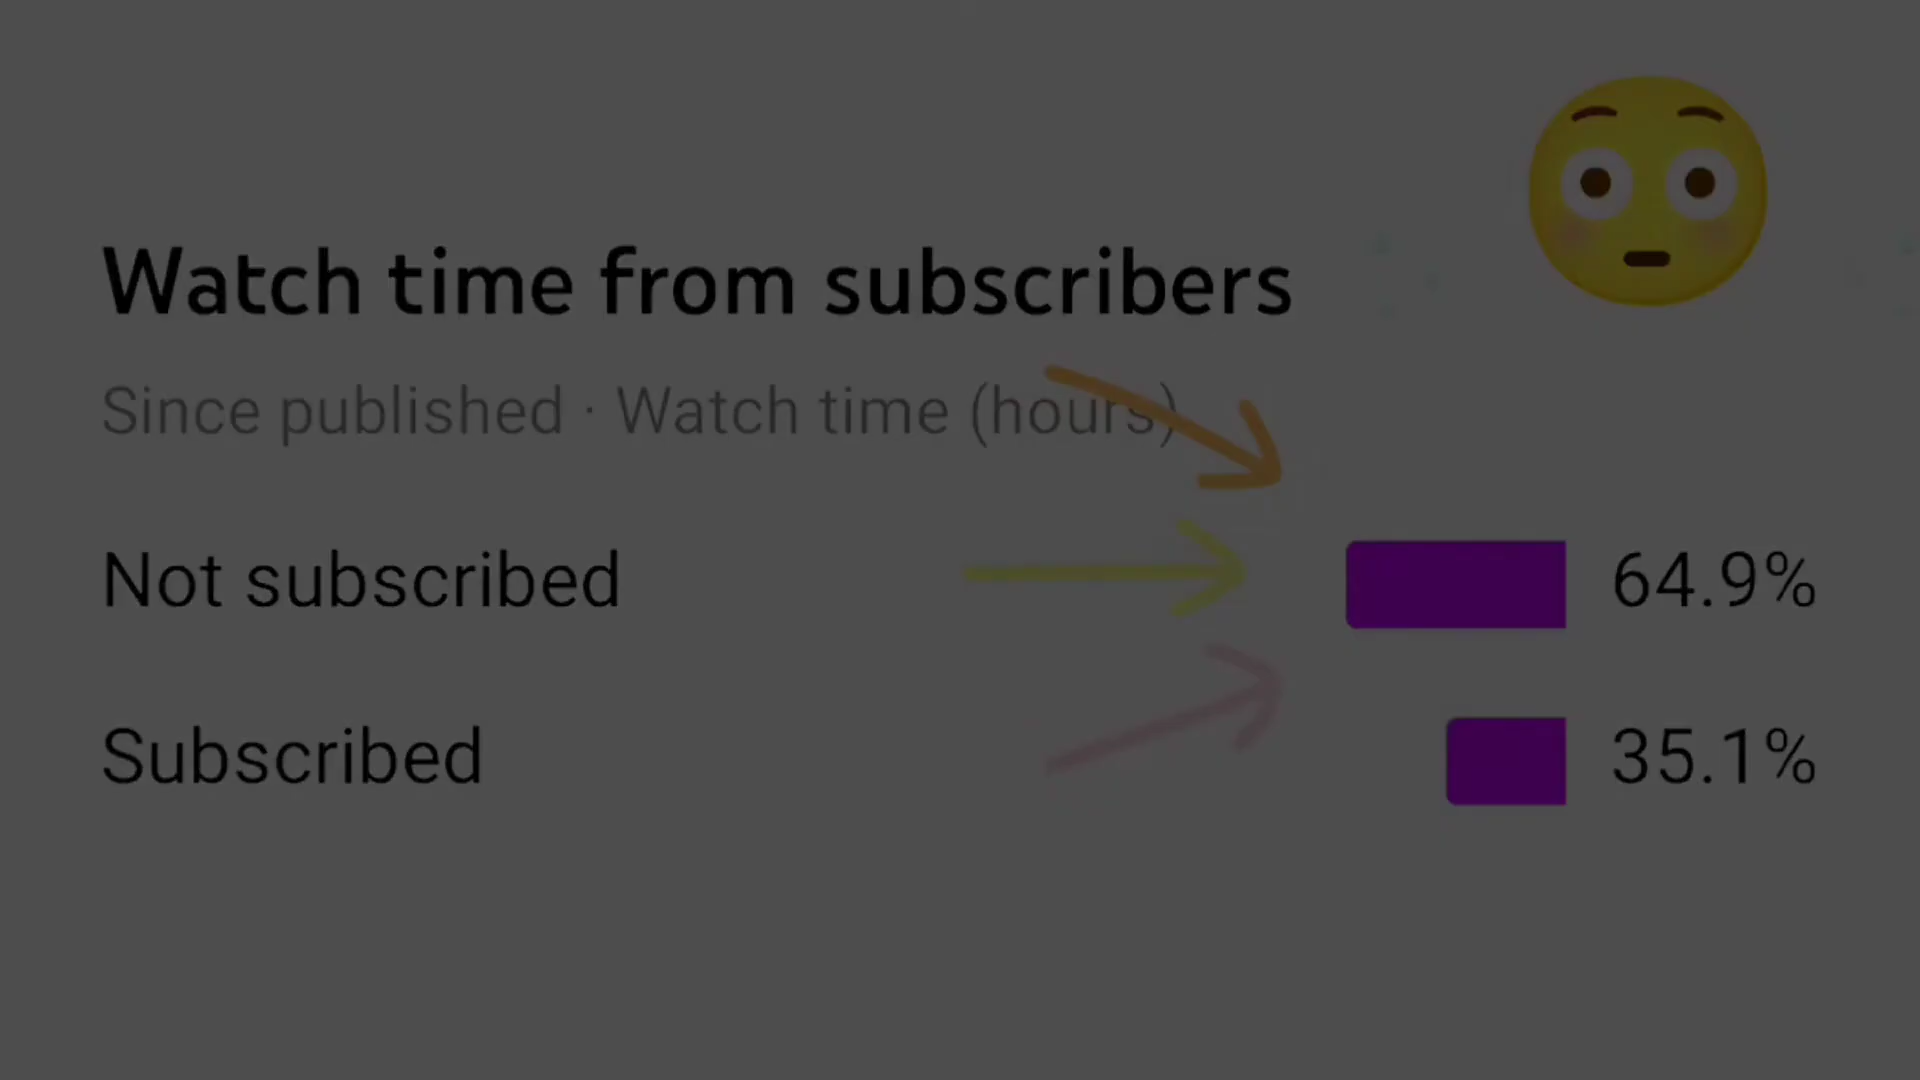 Watch time from subscribers
Since published · Watch time (hours)
Not subscribed 64.9%
Subscribed 35.1%